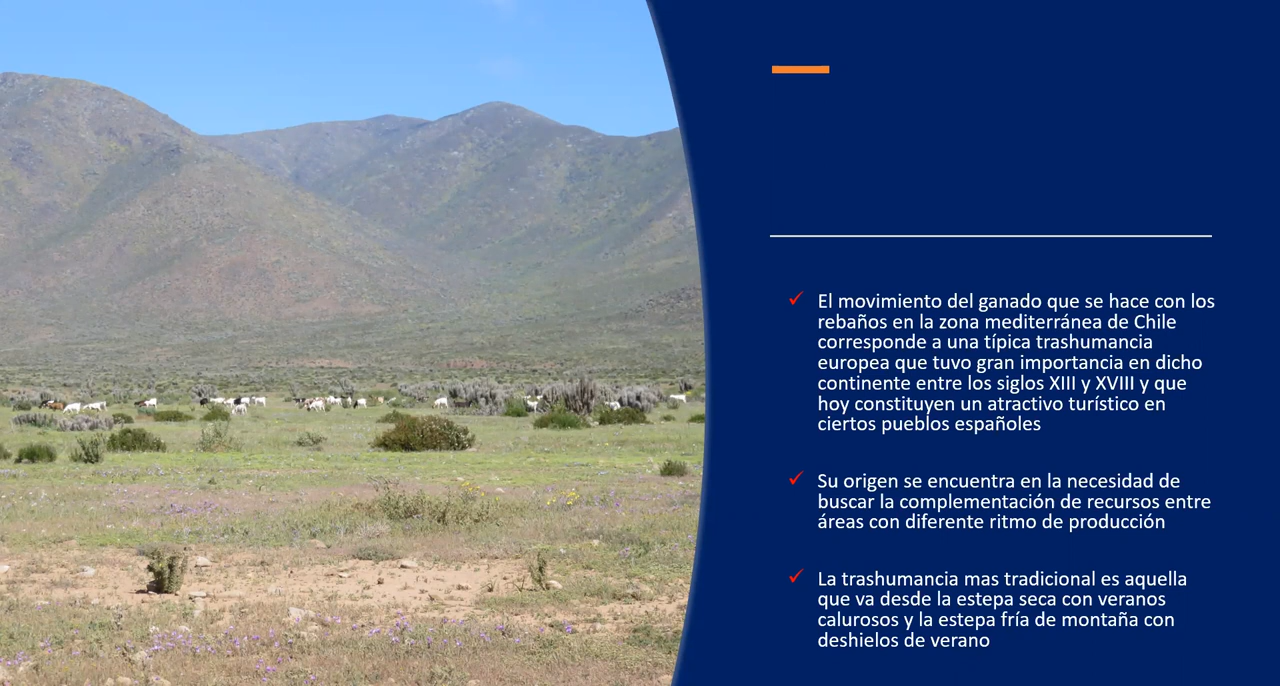 El movimiento del ganado que se hace con los
rebaños en la zona mediterránea de Chile
corresponde a una típica trashumancia
europea que tuvo gran importancia en dicho
continente entre los siglos XIII y XVIII y que
hoy constituyen un atractivo turístico en
ciertos pueblos españoles
Su origen se encuentra en la necesidad de
buscar la complementación de recursos entre
áreas con diferente ritmo de producción
La trashumancia mas tradicional es aquella
que va desde la estepa seca con veranos
calurosos y la estepa fría de montaña con
deshielos de verano